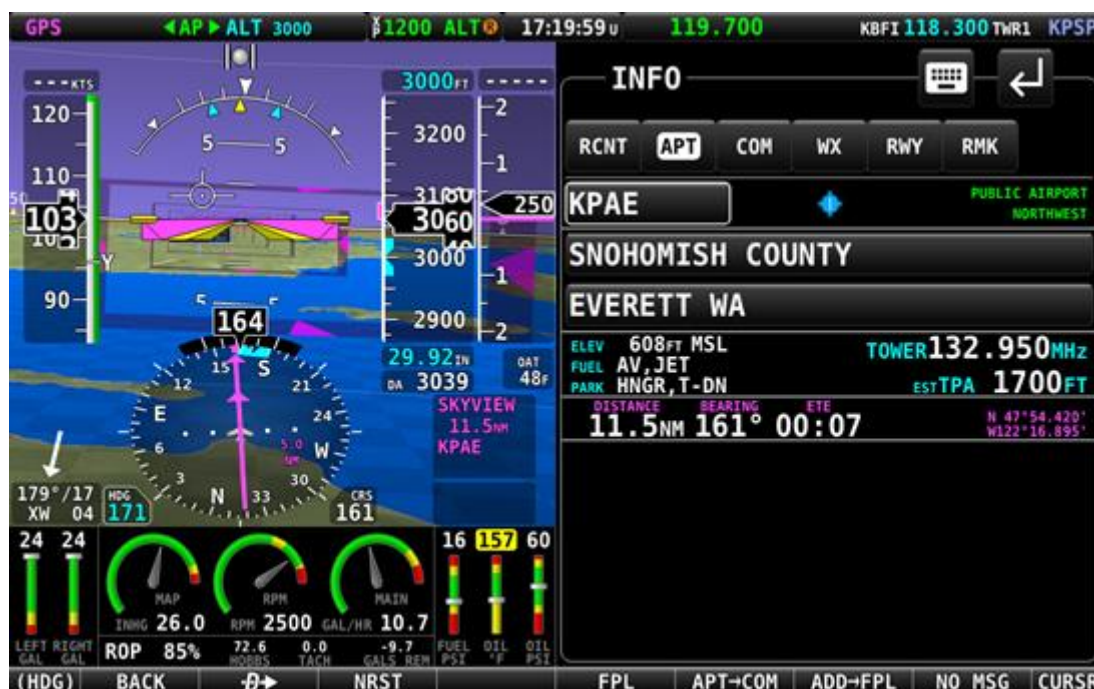 GPS ◀AP▶ ALT 3000 XP 1200 ALT R 17:19:59 U 119.700 KBFI 118.300 TWR1 KPSP
---KTS
120
110
103
100
90
Y
5 5
5
3000FT
3200
3100
3060
3000
2900
-----
2
1
250
1
2
164
29.92IN
DA 3039
OAT
48F
SKYVIEW
11.5NM
KPAE
12 15 S 21 24 W 30 33 N 3 6 E
5.0
NM
179°/17
XW 04
HDG
171
CRS
161
24 24
LEFT GAL
RIGHT GAL
MAP
INHG 26.0
RPM
RPM 2500
MAIN
GAL/HR 10.7
16 157 60
FUEL PSI
OIL °F
OIL PSI
ROP 85%
72.6 HOBBS
0.0 TACH
-9.7 GALS REM
INFO
RCNT APT COM WX RWY RMK
KPAE
PUBLIC AIRPORT
NORTHWEST
SNOHOMISH COUNTY
EVERETT WA
ELEV 608FT MSL
FUEL AV,JET
PARK HNGR,T-DN
TOWER 132.950MHZ
EST TPA 1700FT
DISTANCE BEARING ETE
11.5NM 161° 00:07
N 47°54.420'
W122°16.895'
(HDG) BACK -D→ NRST FPL APT→COM ADD→FPL NO MSG CURSR